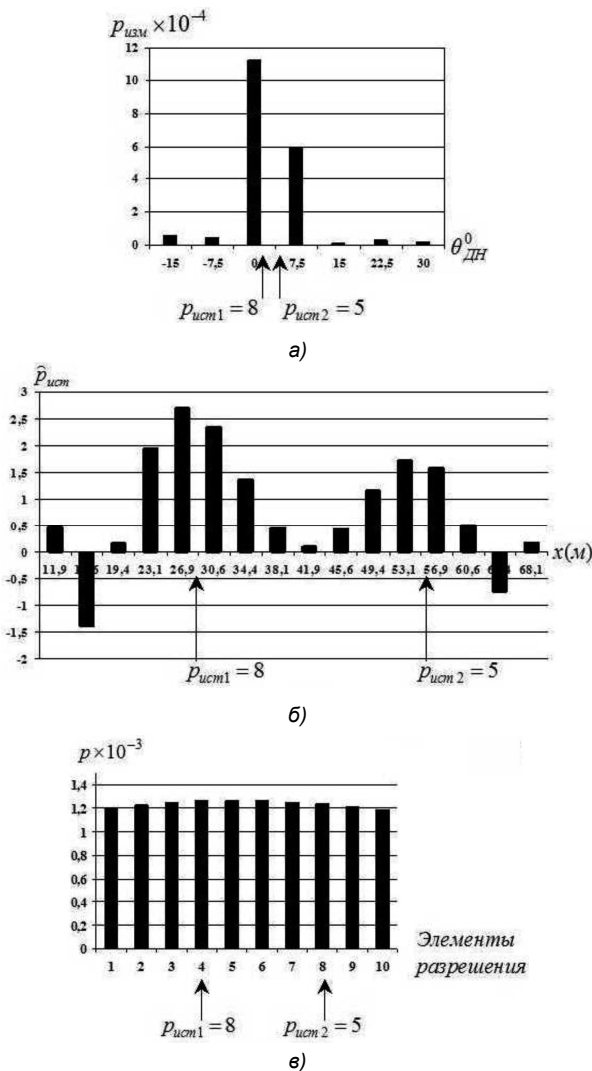 p_изм ×10⁻⁴
12
10
8
6
4
2
0
-15 -7,5 0 7,5 15 22,5 30
θ⁰_ДН
p_ист1 = 8 p_ист2 = 5
а)
p̂_ист
3
2,5
2
1,5
1
0,5
0
-0,5
-1
-1,5
-2
11,9 19,4 23,1 26,9 30,6 34,4 38,1 41,9 45,6 49,4 53,1 56,9 60,6 68,1 x(м)
p_ист1 = 8 p_ист2 = 5
б)
p×10⁻³
1,4
1,2
1
0,8
0,6
0,4
0,2
0
1 2 3 4 5 6 7 8 9 10
Элементы
разрешения
p_ист1 = 8 p_ист2 = 5
в)